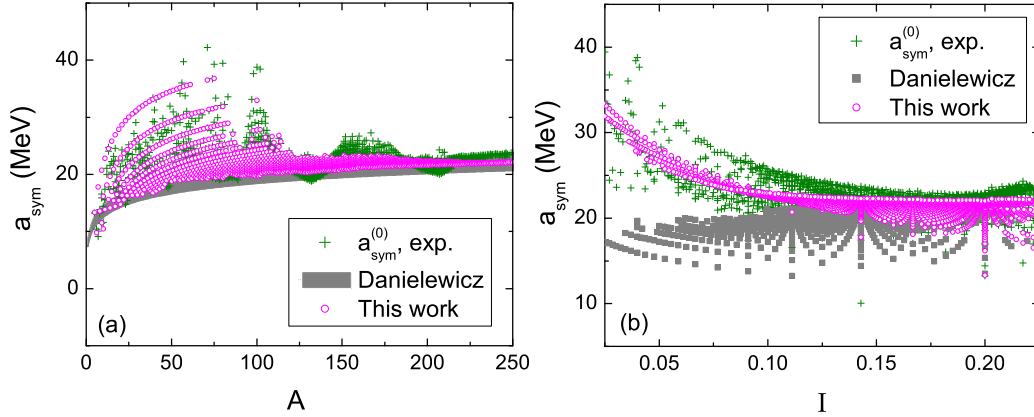 40
20
0
a_sym (MeV)
a_sym^(0), exp.
Danielewicz
This work
(a)
0 50 100 150 200 250
A
40
30
20
10
a_sym (MeV)
a_sym^(0), exp.
Danielewicz
This work
(b)
0.05 0.10 0.15 0.20
I